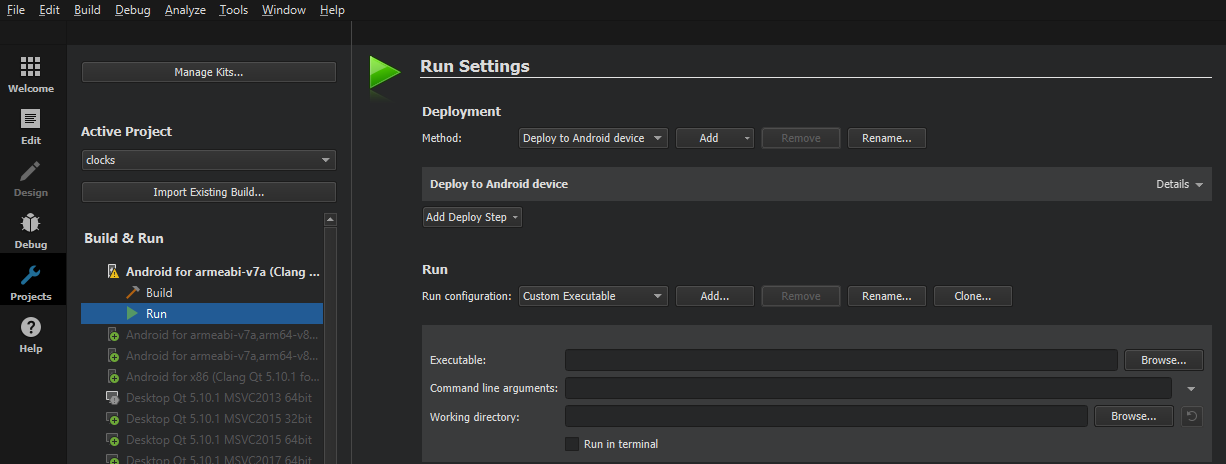 File Edit Build Debug Analyze Tools Window Help
Welcome
Edit
Design
Debug
Projects
Help
Manage Kits...
Active Project
clocks
Import Existing Build...
Build & Run
Android for armeabi-v7a (Clang ...
Build
Run
Android for armeabi-v7a,arm64-v8...
Android for armeabi-v7a,arm64-v8...
Android for x86 (Clang Qt 5.10.1 fo...
Desktop Qt 5.10.1 MSVC2013 64bit
Desktop Qt 5.10.1 MSVC2015 32bit
Desktop Qt 5.10.1 MSVC2015 64bit
Desktop Qt 5.10.1 MSVC2017 64bit
Run Settings
Deployment
Method: Deploy to Android device Add Remove Rename...
Deploy to Android device Details
Add Deploy Step
Run
Run configuration: Custom Executable Add... Remove Rename... Clone...
Executable: Browse...
Command line arguments:
Working directory: Browse...
Run in terminal